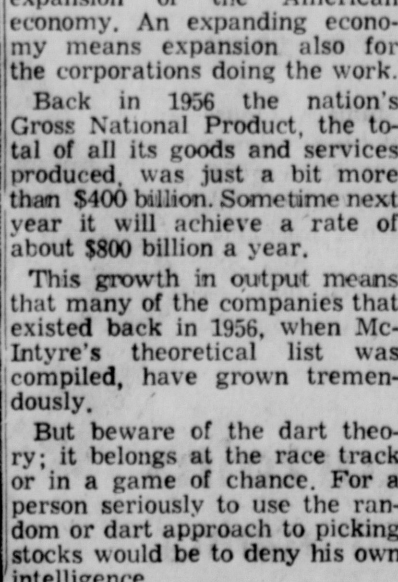 expansion of the American
economy. An expanding econo-
my means expansion also for
the corporations doing the work.
Back in 1956 the nation's
Gross National Product, the to-
tal of all its goods and services
produced, was just a bit more
than $400 billion. Sometime next
year it will achieve a rate of
about $800 billion a year.
This growth in output means
that many of the companies that
existed back in 1956, when Mc-
Intyre's theoretical list was
compiled, have grown tremen-
dously.
But beware of the dart theo-
ry; it belongs at the race track
or in a game of chance. For a
person seriously to use the ran-
dom or dart approach to picking
stocks would be to deny his own
intelligence